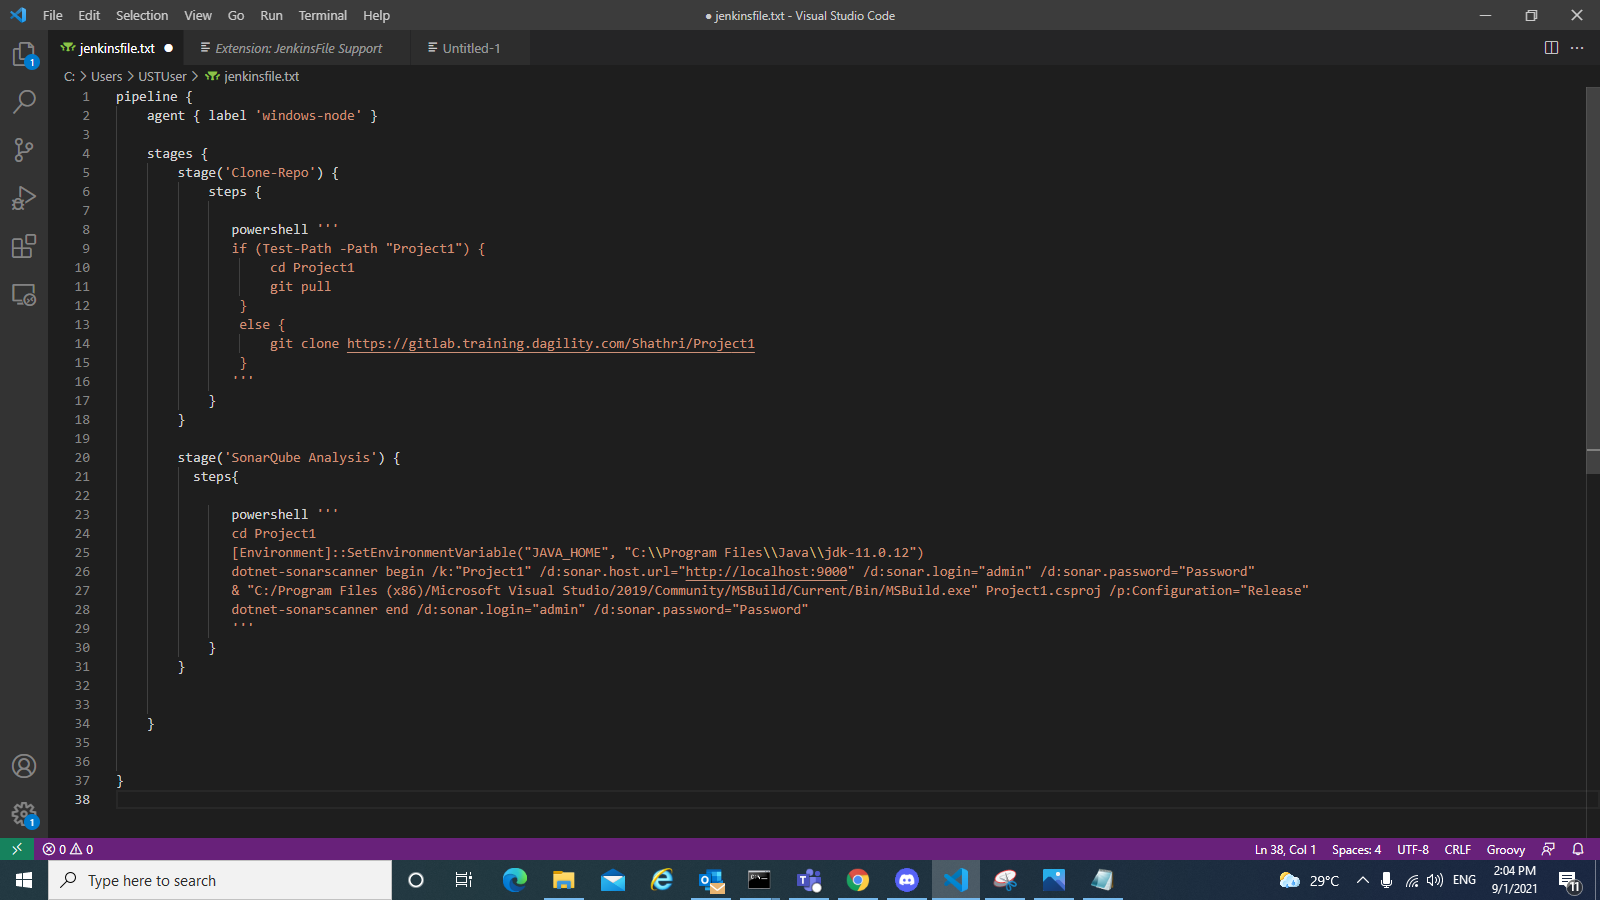 File Edit Selection View Go Run Terminal Help ● jenkinsfile.txt - Visual Studio Code
jenkinsfile.txt ● Extension: JenkinsFile Support Untitled-1
C: > Users > USTUser > jenkinsfile.txt
1 pipeline {
2 agent { label 'windows-node' }
3
4 stages {
5 stage('Clone-Repo') {
6 steps {
7
8 powershell '''
9 if (Test-Path -Path "Project1") {
10 cd Project1
11 git pull
12 }
13 else {
14 git clone https://gitlab.training.dagility.com/Shathri/Project1
15 }
16 '''
17 }
18 }
19
20 stage('SonarQube Analysis') {
21 steps{
22
23 powershell '''
24 cd Project1
25 [Environment]::SetEnvironmentVariable("JAVA_HOME", "C:\\Program Files\\Java\\jdk-11.0.12")
26 dotnet-sonarscanner begin /k:"Project1" /d:sonar.host.url="http://localhost:9000" /d:sonar.login="admin" /d:sonar.password="Password"
27 & "C:/Program Files (x86)/Microsoft Visual Studio/2019/Community/MSBuild/Current/Bin/MSBuild.exe" Project1.csproj /p:Configuration="Release"
28 dotnet-sonarscanner end /d:sonar.login="admin" /d:sonar.password="Password"
29 '''
30 }
31 }
32
33
34 }
35
36
37 }
38
1
1
0 0 Ln 38, Col 1 Spaces: 4 UTF-8 CRLF Groovy
Type here to search 29°C ENG 2:04 PM
9/1/2021 11